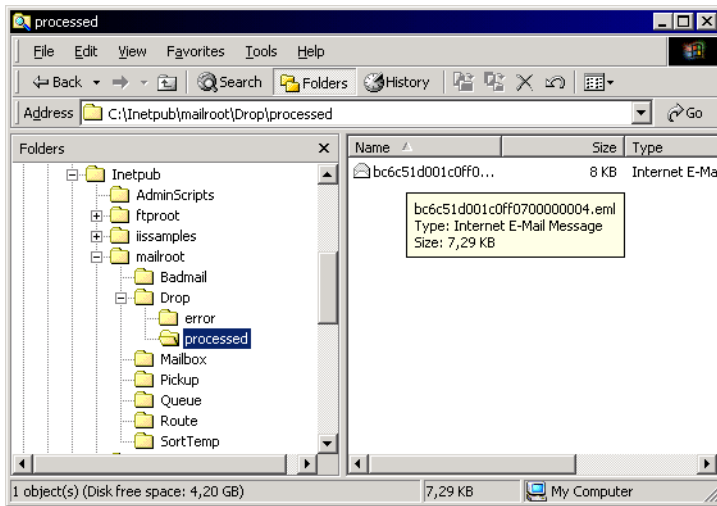 processed
File Edit View Favorites Tools Help
Back Search Folders History
Address C:\Inetpub\mailroot\Drop\processed Go
Folders
Name Size Type
Inetpub
AdminScripts
ftproot
iissamples
mailroot
Badmail
Drop
error
processed
Mailbox
Pickup
Queue
Route
SortTemp
bc6c51d001c0ff0... 8 KB Internet E-Ma
bc6c51d001c0ff0700000004.eml
Type: Internet E-Mail Message
Size: 7,29 KB
1 object(s) (Disk free space: 4,20 GB) 7,29 KB My Computer